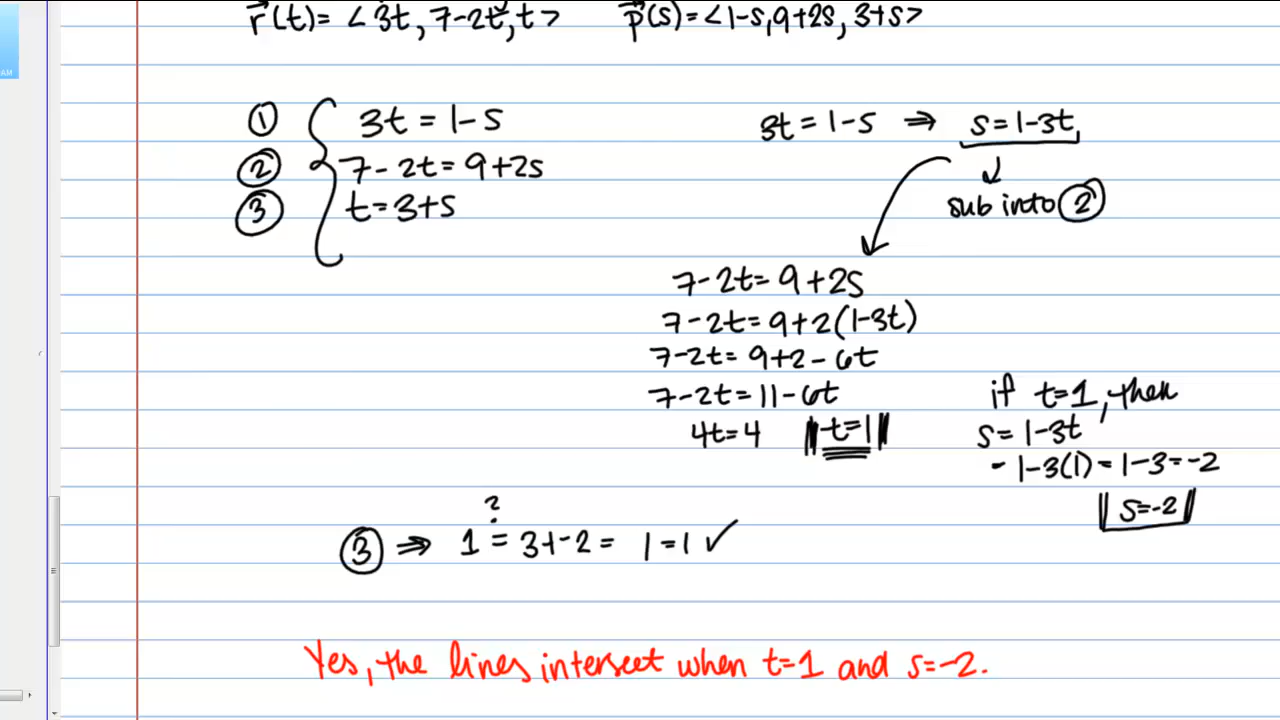 r⃗(t)= <3t, 7-2t, t> p⃗(s)=<1-s, 9+2s, 3+s>
① 3t = 1-s
② 7-2t=9+2s
③ t=3+s
3t=1-s ⇒ s=1-3t
sub into ②
7-2t= 9+2s
7-2t=9+2(1-3t)
7-2t= 9+2-6t
7-2t=11-6t
4t=4 t=1
if t=1, then
s= 1-3t
- 1-3(1)=1-3=-2
s=-2
?
③ ⇒ 1 = 3+-2= 1=1 ✓
Yes, the lines intersect when t=1 and s=-2.
AM